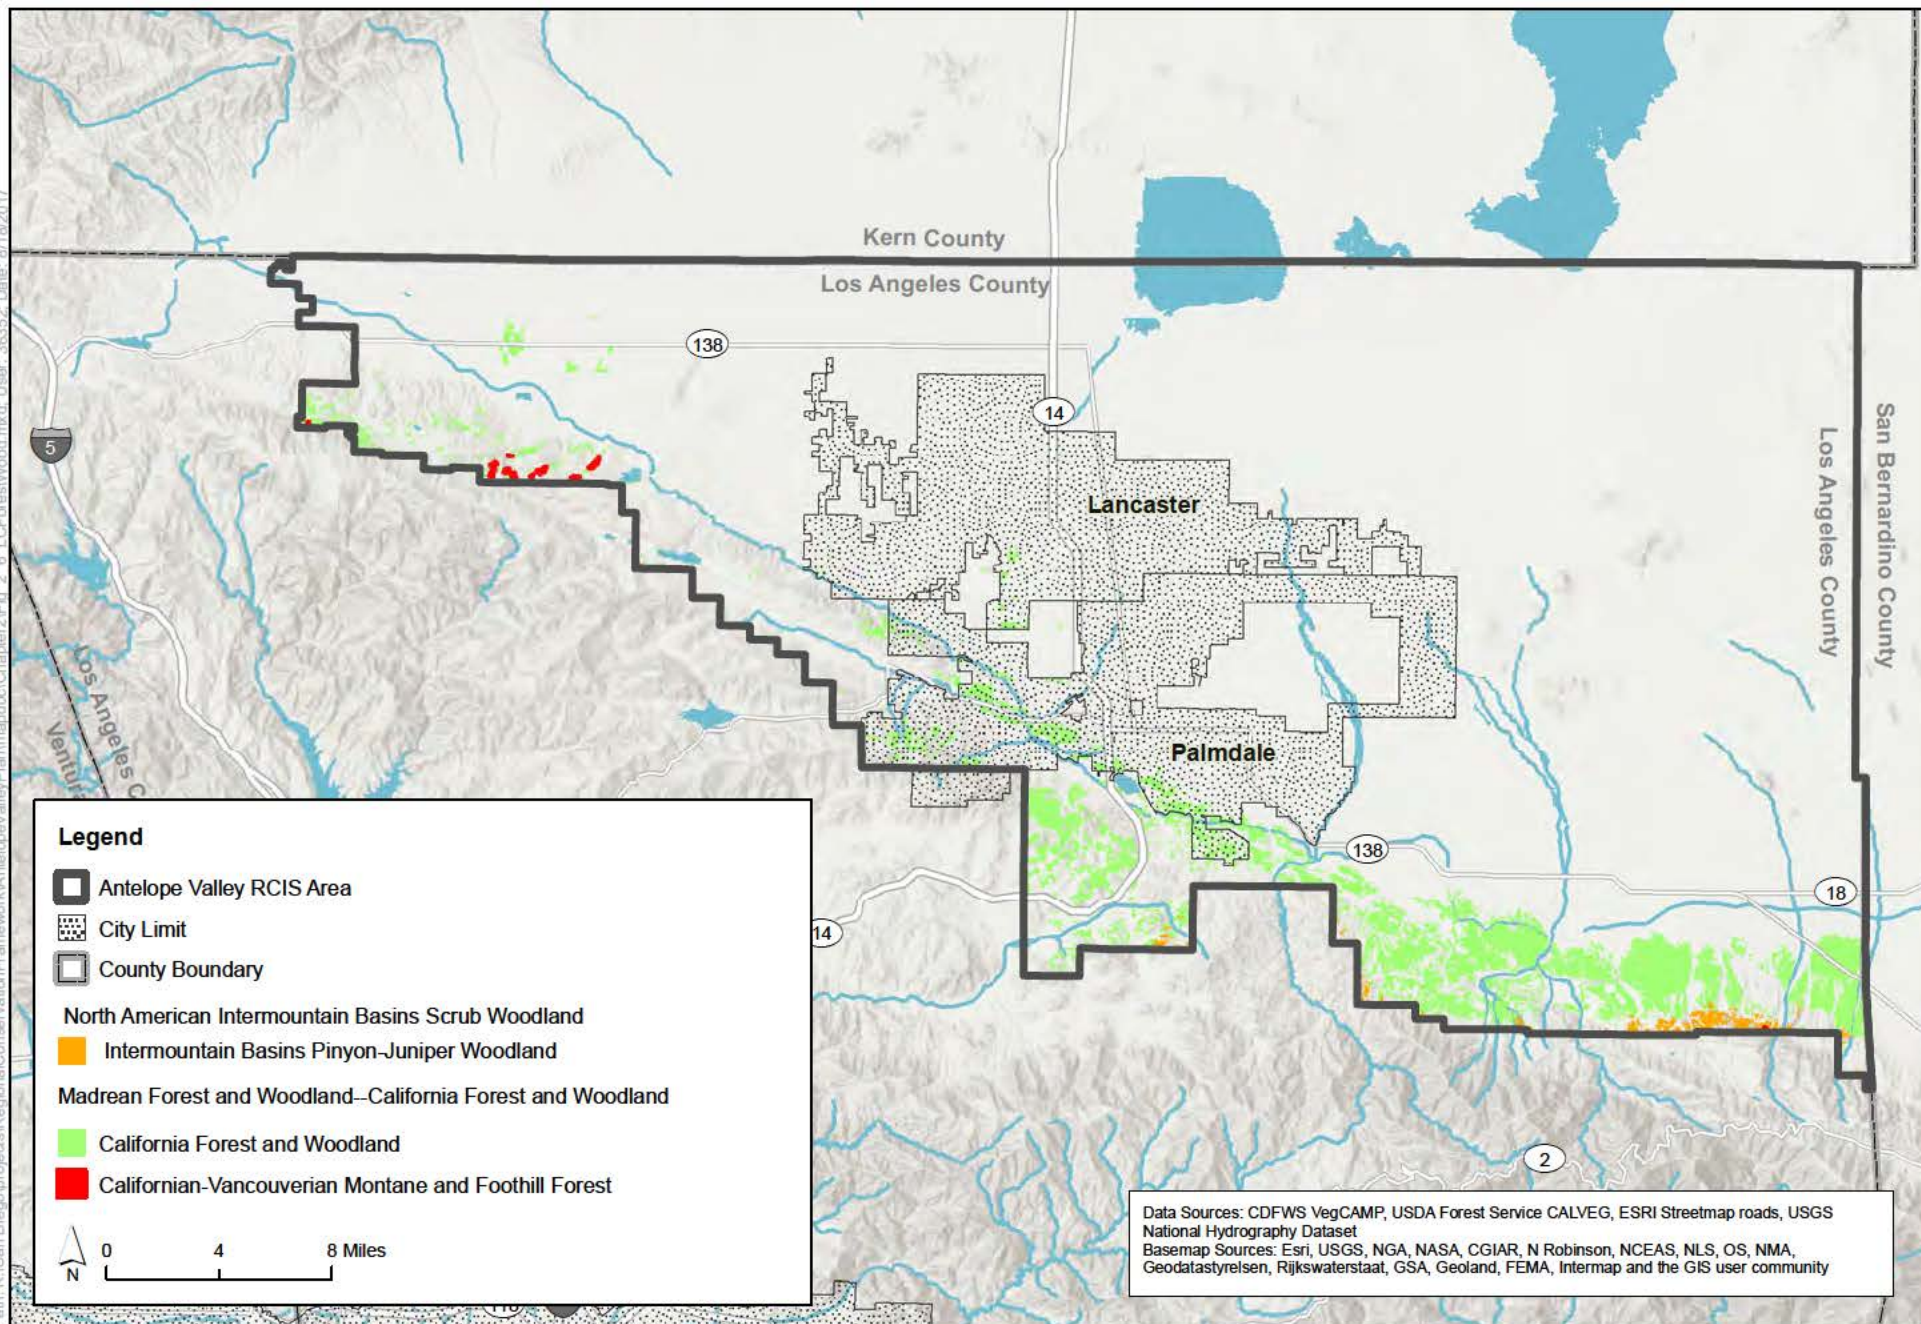 Kern County
Los Angeles County
138
14
5
Lancaster
Los Angeles County
San Bernardino County
Palmdale
138
18
14
2
Los Angeles C
Ventura
Legend
Antelope Valley RCIS Area
City Limit
County Boundary
North American Intermountain Basins Scrub Woodland
Intermountain Basins Pinyon-Juniper Woodland
Madrean Forest and Woodland--California Forest and Woodland
California Forest and Woodland
Californian-Vancouverian Montane and Foothill Forest
N
0 4 8 Miles
Data Sources: CDFWS VegCAMP, USDA Forest Service CALVEG, ESRI Streetmap roads, USGS
National Hydrography Dataset
Basemap Sources: Esri, USGS, NGA, NASA, CGIAR, N Robinson, NCEAS, NLS, OS, NMA,
Geodatastyrelsen, Rijkswaterstaat, GSA, Geoland, FEMA, Intermap and the GIS user community